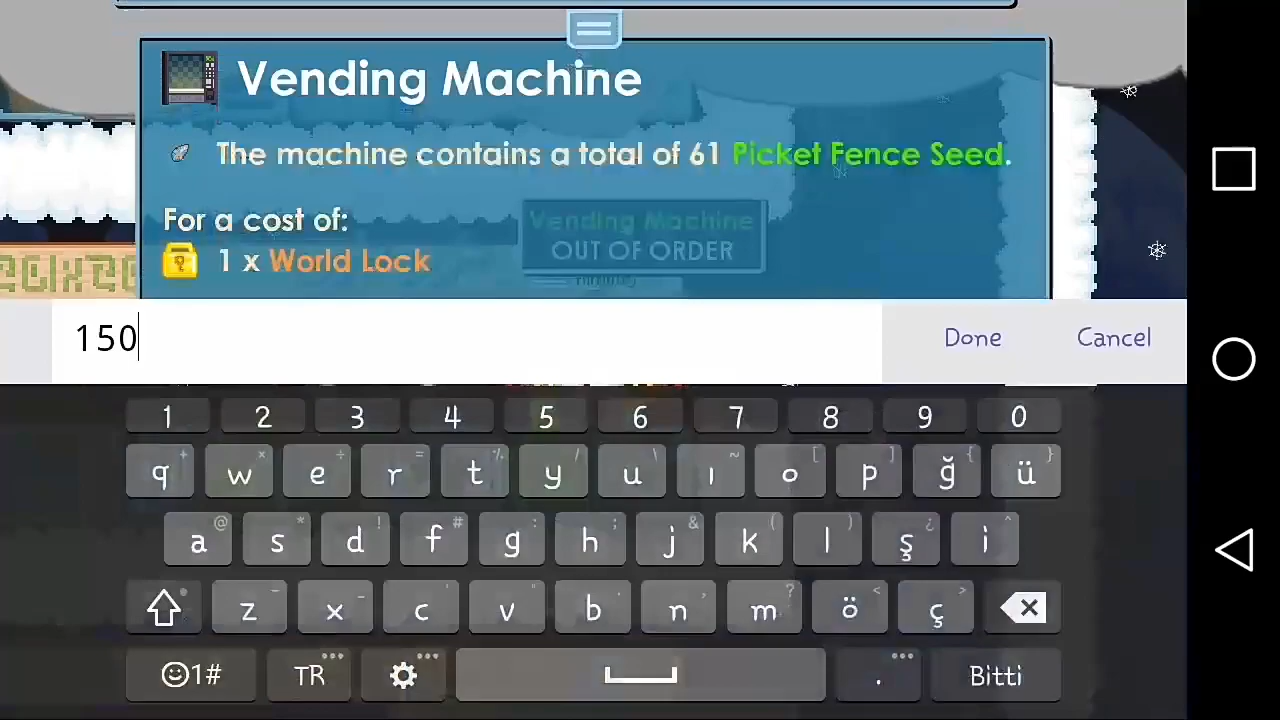 Vending Machine
The machine contains a total of 61 Picket Fence Seed.
For a cost of:
1 x World Lock
Vending Machine
OUT OF ORDER
150
Done
Cancel
1 2 3 4 5 6 7 8 9 0
q w e r t y u ı o p ğ ü
a s d f g h j k l ş i
z x c v b n m ö ç
1# TR . Bitti